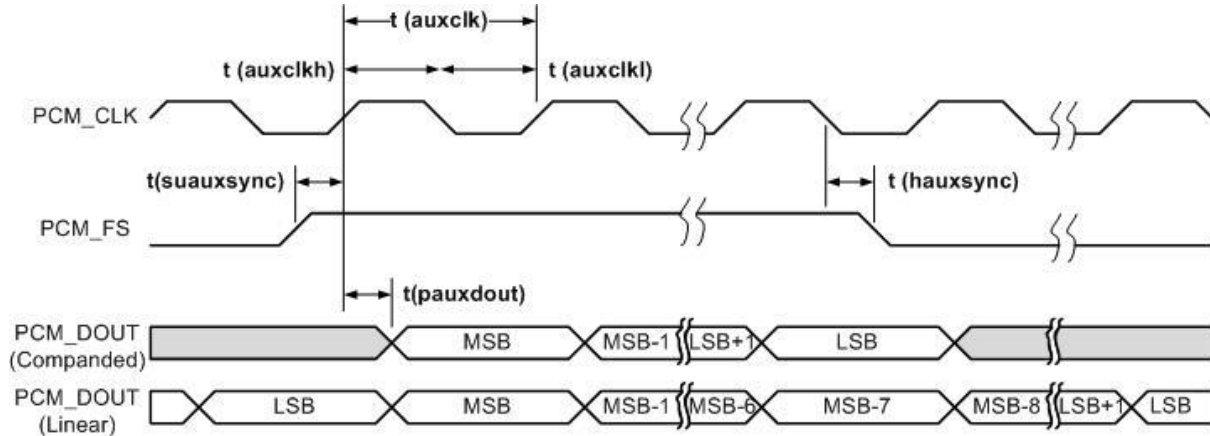 t (auxclk)
t (auxclkh)
t (auxclkl)
PCM_CLK
t(suauxsync)
t (hauxsync)
PCM_FS
t(pauxdout)
PCM_DOUT
(Companded)
MSB
MSB-1
LSB+1
LSB
PCM_DOUT
(Linear)
LSB
MSB
MSB-1
MSB-6
MSB-7
MSB-8
LSB+1
LSB